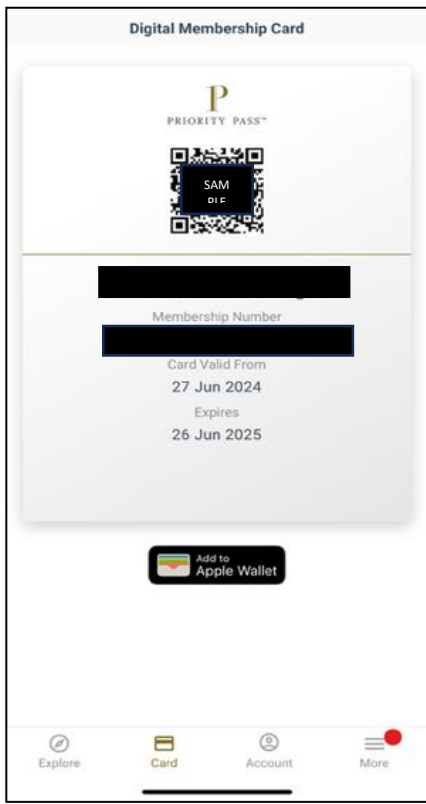 Digital Membership Card
P
PRIORITY PASS™
SAM
Membership Number
Card Valid From
27 Jun 2024
Expires
26 Jun 2025
Add to
Apple Wallet
Explore
Card
Account
More